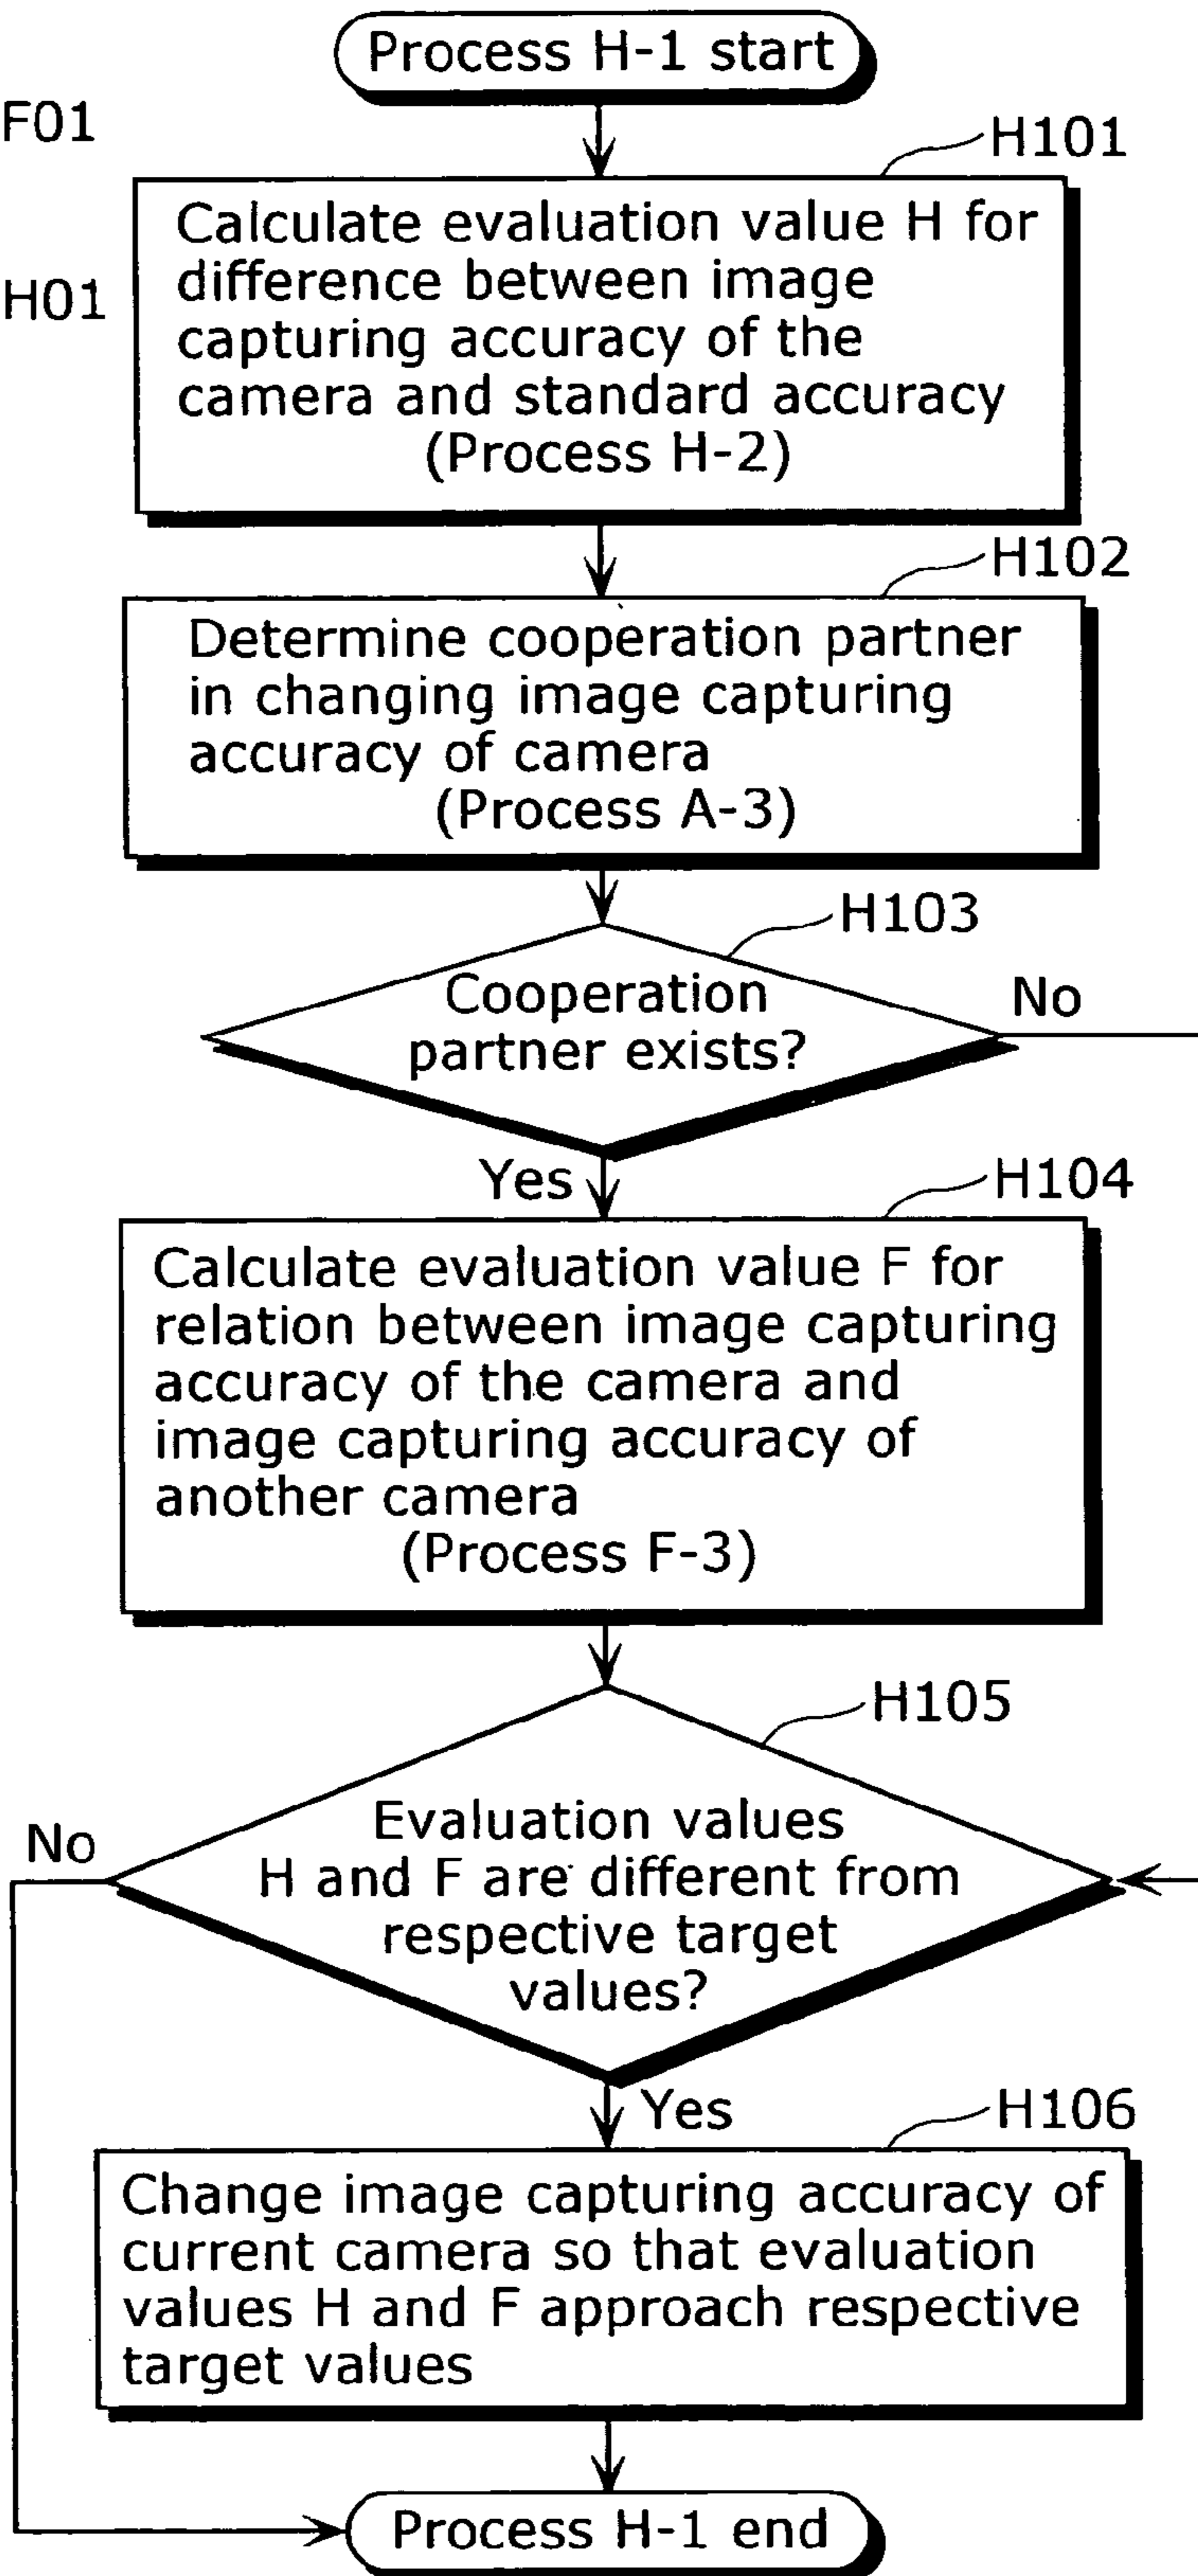 Process H-1 start
F01
H101
Calculate evaluation value H for
difference between image
H01
capturing accuracy of the
camera and standard accuracy
(Process H-2)
H102
Determine cooperation partner
in changing image capturing
accuracy of camera
(Process A-3)
H103
Cooperation
partner exists?
No
Yes
H104
Calculate evaluation value F for
relation between image capturing
accuracy of the camera and
image capturing accuracy of
another camera
(Process F-3)
H105
No
Evaluation values
H and F are different from
respective target
values?
Yes
H106
Change image capturing accuracy of
current camera so that evaluation
values H and F approach respective
target values
Process H-1 end